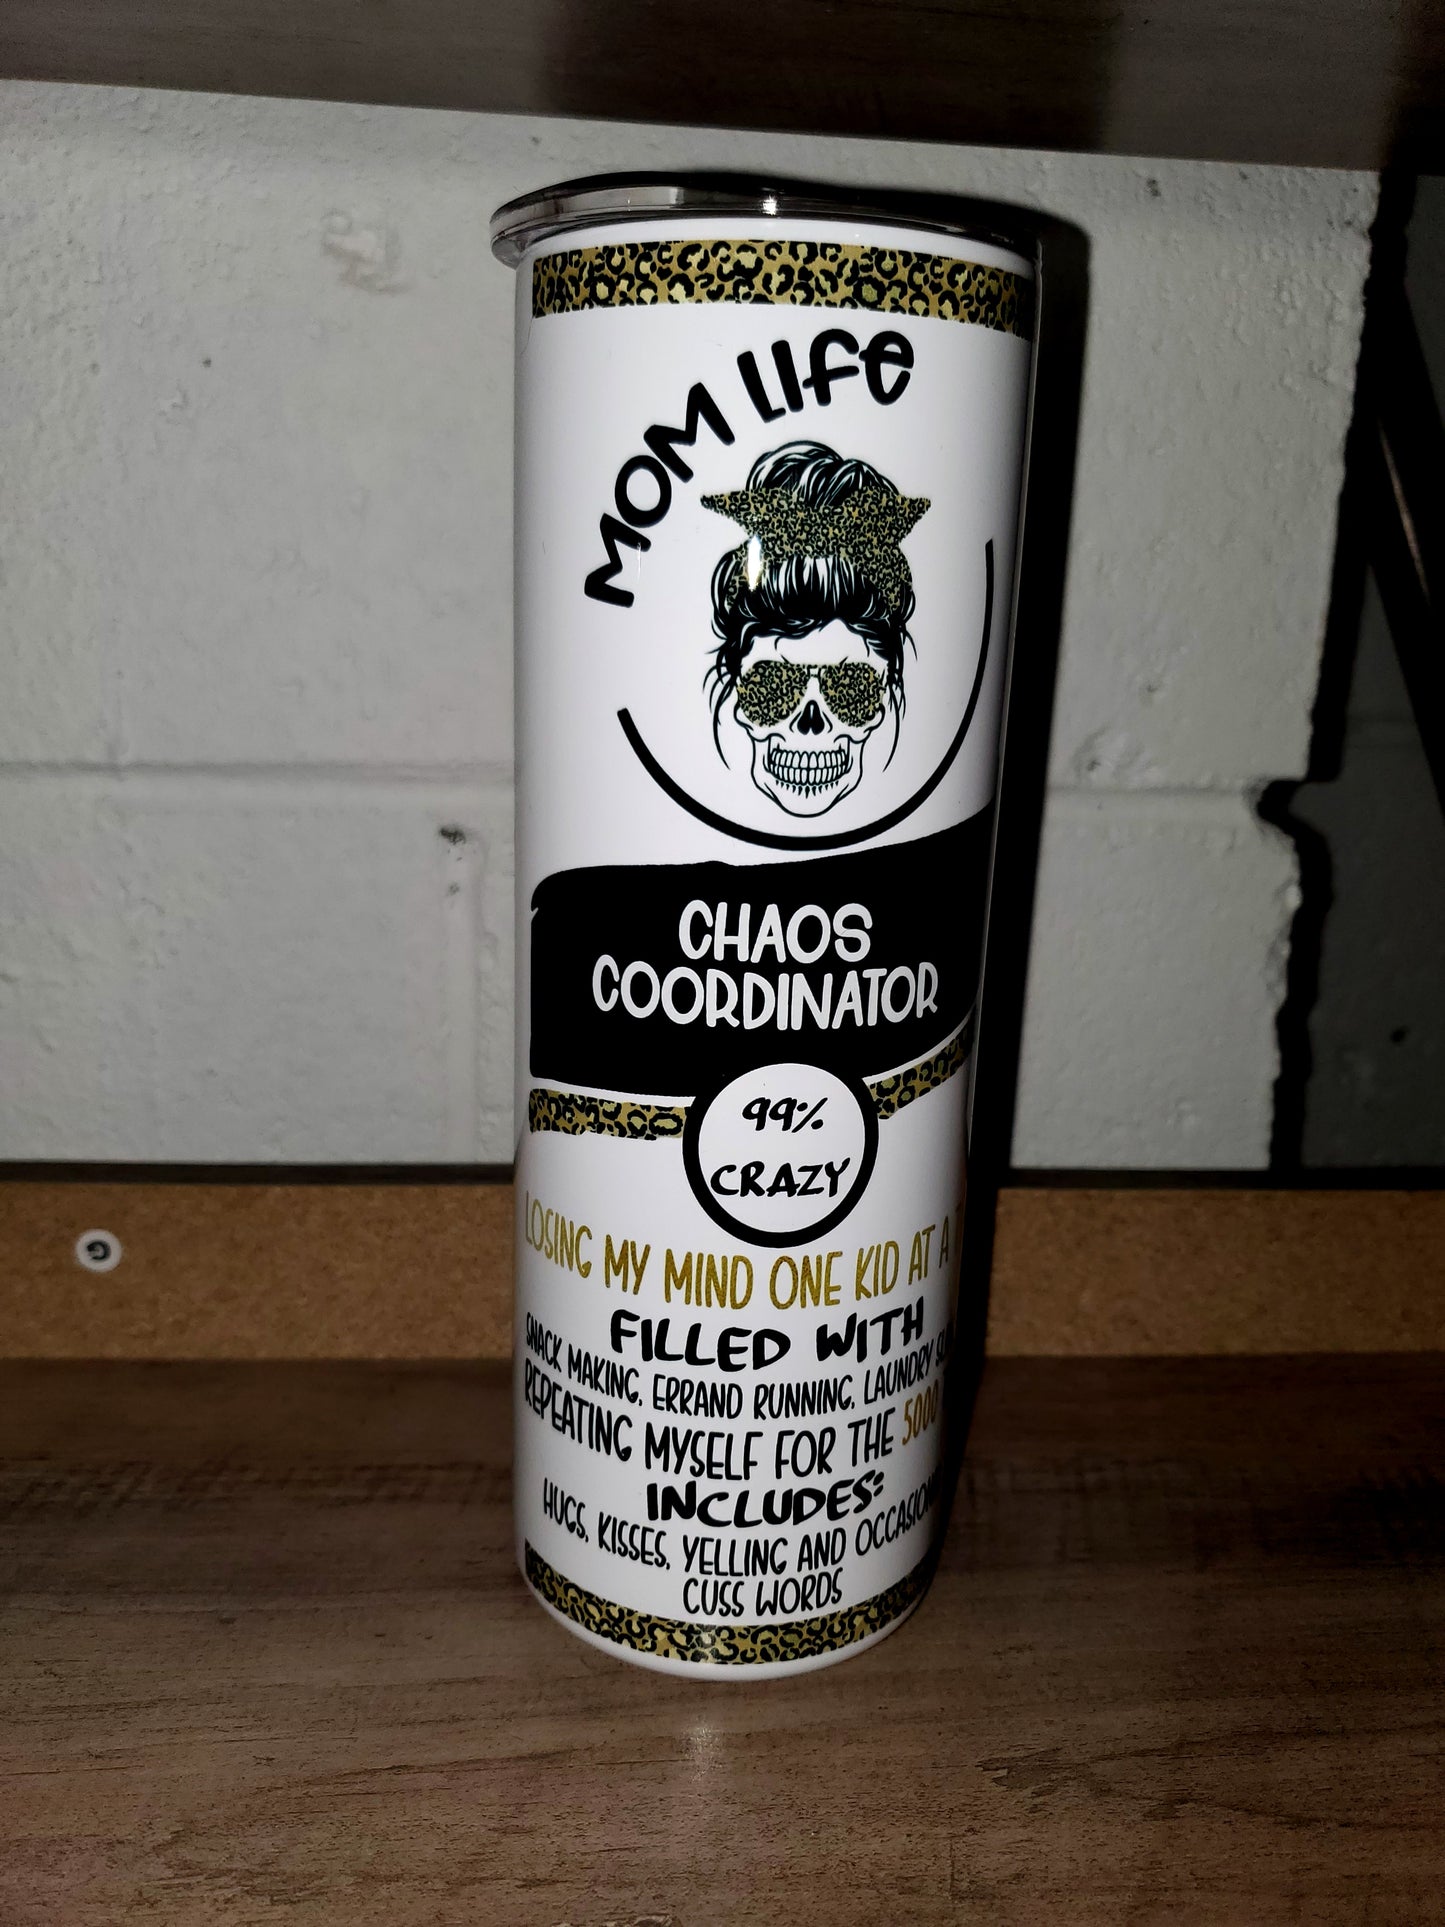 MOM LIFE
CHAOS
COORDINATOR
99%
CRAZY
LOSING MY MIND ONE KID AT A
FILLED WITH
SNACK MAKING, ERRAND RUNNING, LAUNDRY
REPEATING MYSELF FOR THE 5000
INCLUDES:
HUGS, KISSES, YELLING AND
CUSS WORDS